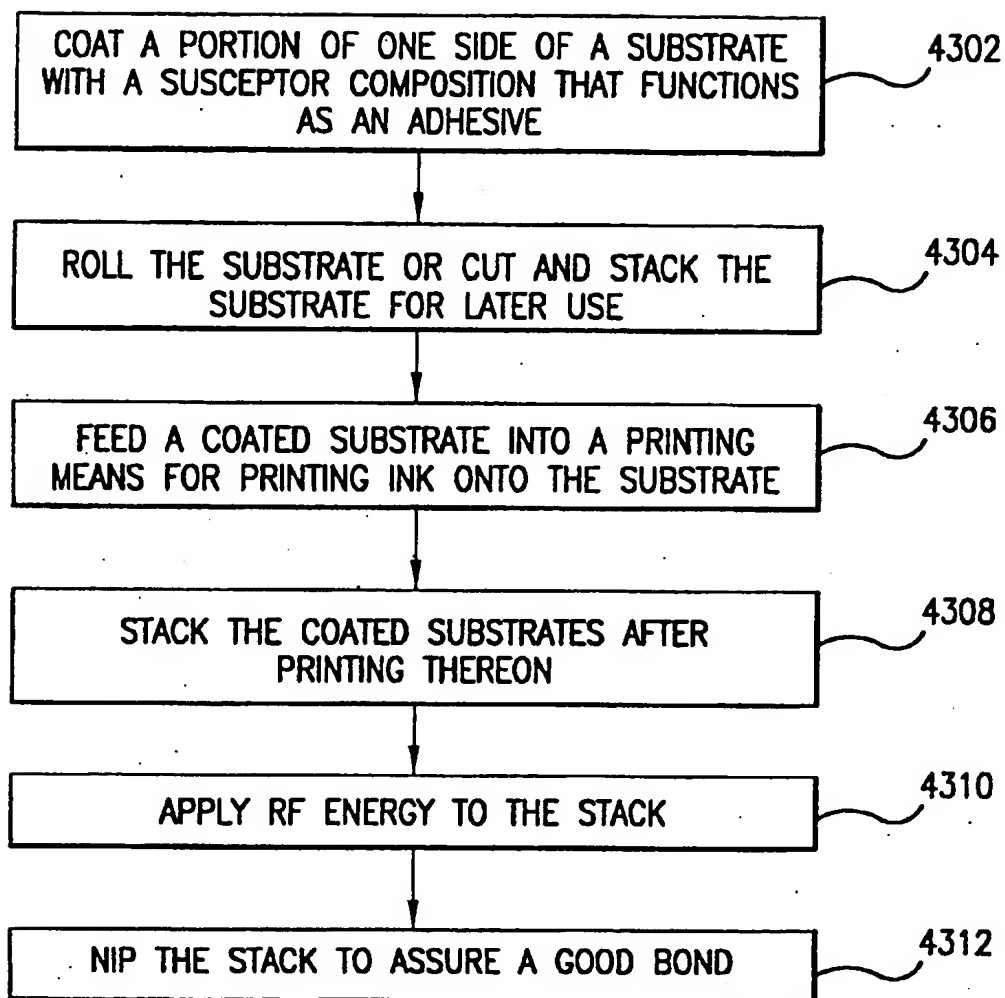 COAT A PORTION OF ONE SIDE OF A SUBSTRATE
WITH A SUSCEPTOR COMPOSITION THAT FUNCTIONS
AS AN ADHESIVE
4302
ROLL THE SUBSTRATE OR CUT AND STACK THE
SUBSTRATE FOR LATER USE
4304
FEED A COATED SUBSTRATE INTO A PRINTING
MEANS FOR PRINTING INK ONTO THE SUBSTRATE
4306
STACK THE COATED SUBSTRATES AFTER
PRINTING THEREON
4308
APPLY RF ENERGY TO THE STACK
4310
NIP THE STACK TO ASSURE A GOOD BOND
4312